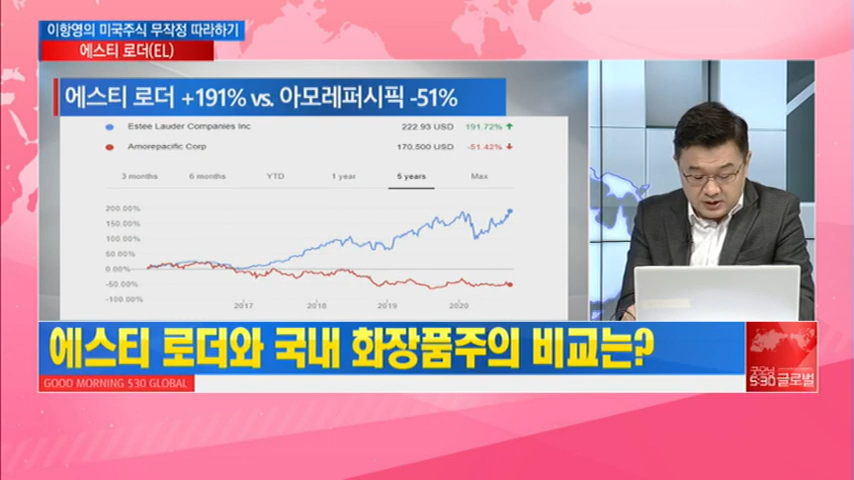 이항영의 미국주식 무작정 따라하기
에스티 로더(EL)
에스티 로더 +191% vs. 아모레퍼시픽 -51%
Estee Lauder Companies Inc 222.93 USD 191.72% ↑
Amorepacific Corp 170.500 USD -51.42% ↓
3 months 6 months YTD 1 year 5 years Max
200.00%
150.00%
100.00%
50.00%
0.00%
-50.00%
-100.00%
2017 2018 2019 2020
에스티 로더와 국내 화장품주의 비교는?
굿모닝
5:30 글로벌
GOOD MORNING 530 GLOBAL